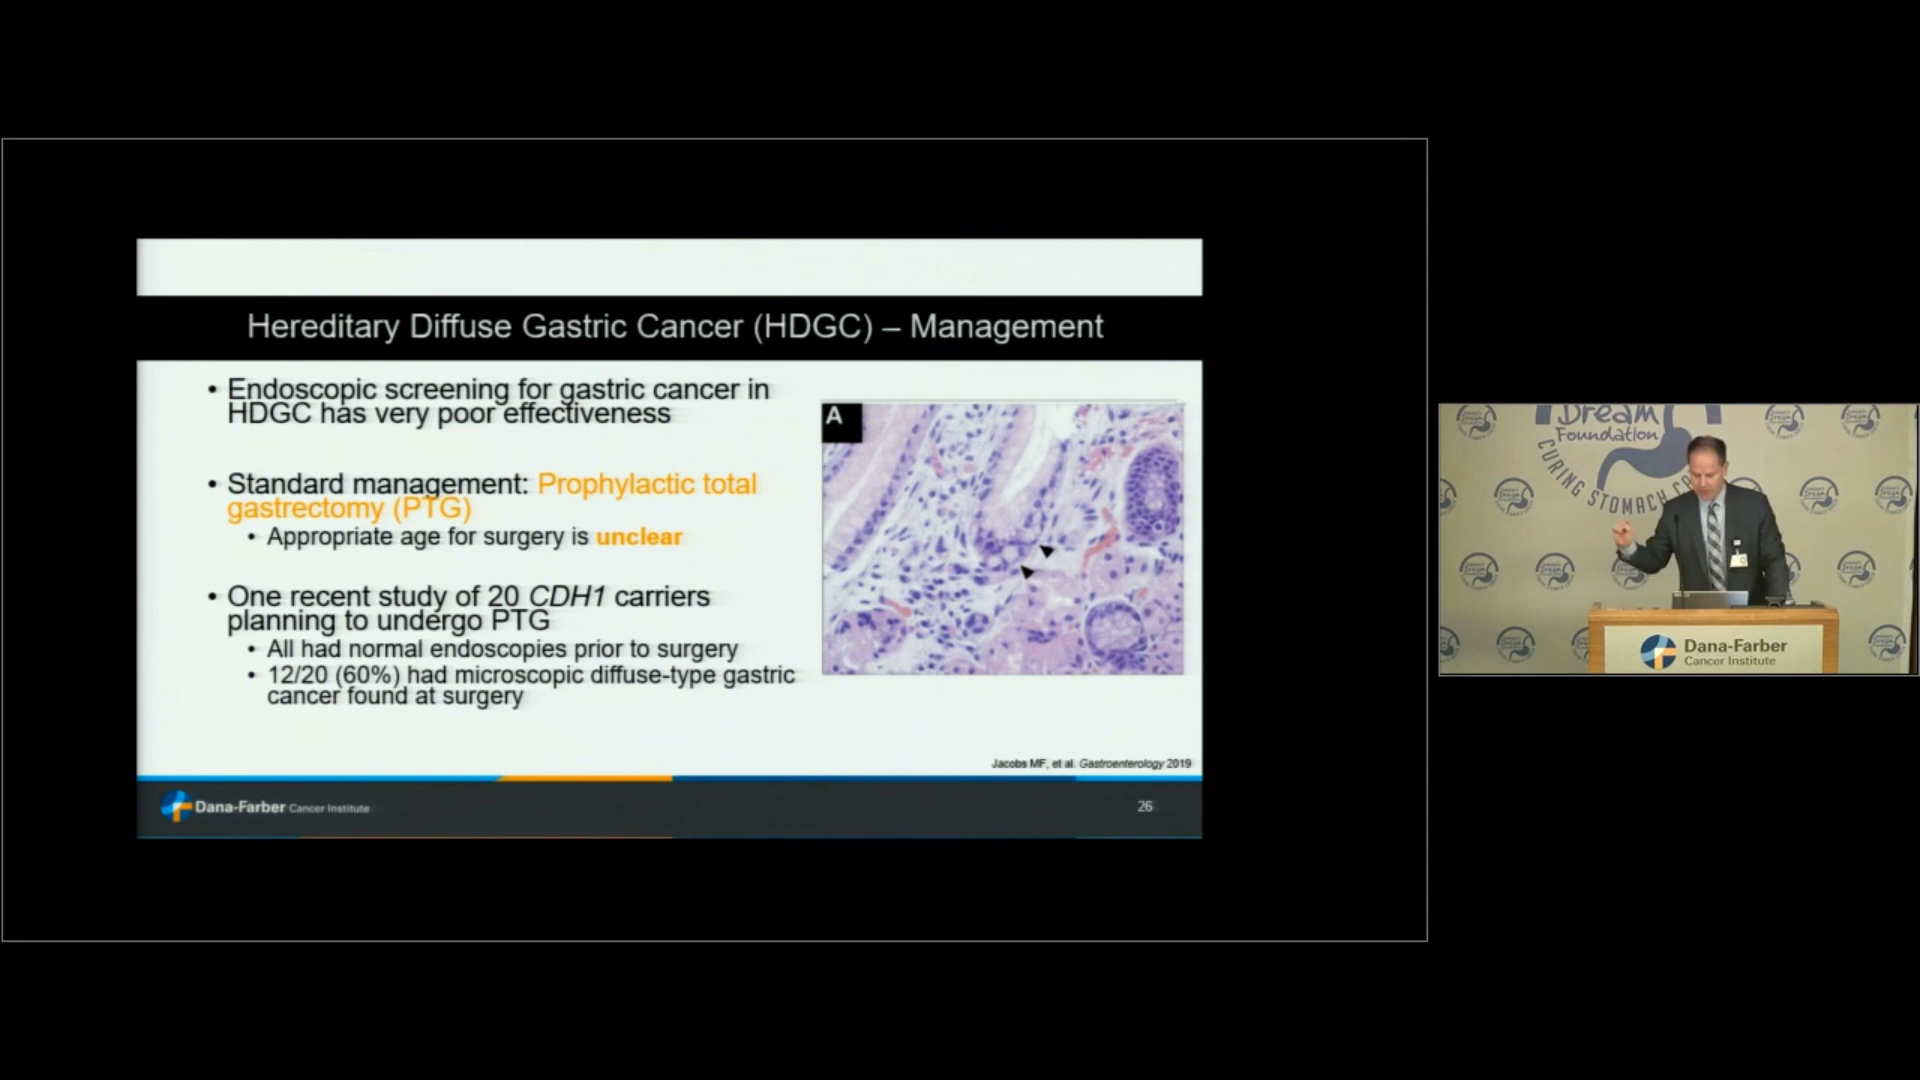 Hereditary Diffuse Gastric Cancer (HDGC) – Management
• Endoscopic screening for gastric cancer in
HDGC has very poor effectiveness
• Standard management: Prophylactic total
gastrectomy (PTG)
• Appropriate age for surgery is unclear
• One recent study of 20 CDH1 carriers
planning to undergo PTG
• All had normal endoscopies prior to surgery
• 12/20 (60%) had microscopic diffuse-type gastric
cancer found at surgery
A
Jacobs MF, et al. Gastroenterology 2019
Dana-Farber Cancer Institute
26
Dream
Foundation
CURING STOMACH
Dana-Farber
Cancer Institute